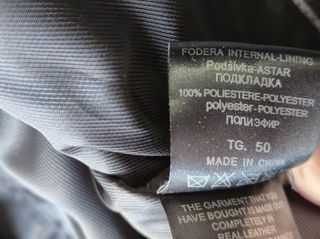 FODERA INTERNAL-LINING
Podšívka-ASTAR
ПОДКЛАДКА
100% POLIESTERE-POLYESTER
polyester-POLYESTER
ПОЛИЭФИР
TG. 50
MADE IN CHINA
THE GARMENT THAT YOU
HAVE BOUGHT IS MADE OUT
COMPLETELY IN
REAL LEATHER